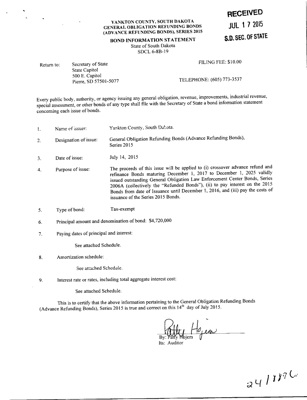 RECEIVED
JUL 17 2015
S.D. SEC. OF STATE
YANKTON COUNTY, SOUTH DAKOTA
GENERAL OBLIGATION REFUNDING BONDS
(ADVANCE REFUNDING BONDS), SERIES 2015
BOND INFORMATION STATEMENT
State of South Dakota
SDCL 6-8B-19
Return to: Secretary of State FILING FEE: $10.00
State Capitol
500 E. Capitol
Pierre, SD 57501-5077 TELEPHONE: (605) 773-3537
Every public body, authority, or agency issuing any general obligation, revenue, improvements, industrial revenue,
special assessment, or other bonds of any type shall file with the Secretary of State a bond information statement
concerning each issue of bonds.
1. Name of issuer: Yankton County, South Dakota.
2. Designation of issue: General Obligation Refunding Bonds (Advance Refunding Bonds),
Series 2015
3. Date of issue: July 14, 2015
4. Purpose of issue: The proceeds of this issue will be applied to (i) crossover advance refund and
refinance Bonds maturing December 1, 2017 to December 1, 2025 validly
issued outstanding General Obligation Law Enforcement Center Bonds, Series
2006A (collectively the "Refunded Bonds"), (ii) to pay interest on the 2015
Bonds from date of issuance until December 1, 2016, and (iii) pay the costs of
issuance of the Series 2015 Bonds.
5. Type of bond: Tax-exempt
6. Principal amount and denomination of bond: $4,720,000
7. Paying dates of principal and interest:
See attached Schedule.
8. Amortization schedule:
See attached Schedule.
9. Interest rate or rates, including total aggregate interest cost:
See attached Schedule.
This is to certify that the above information pertaining to the General Obligation Refunding Bonds
(Advance Refunding Bonds), Series 2015 is true and correct on this 14th day of July 2015.
Patty Hojem
By: Patty Hojem
Its: Auditor